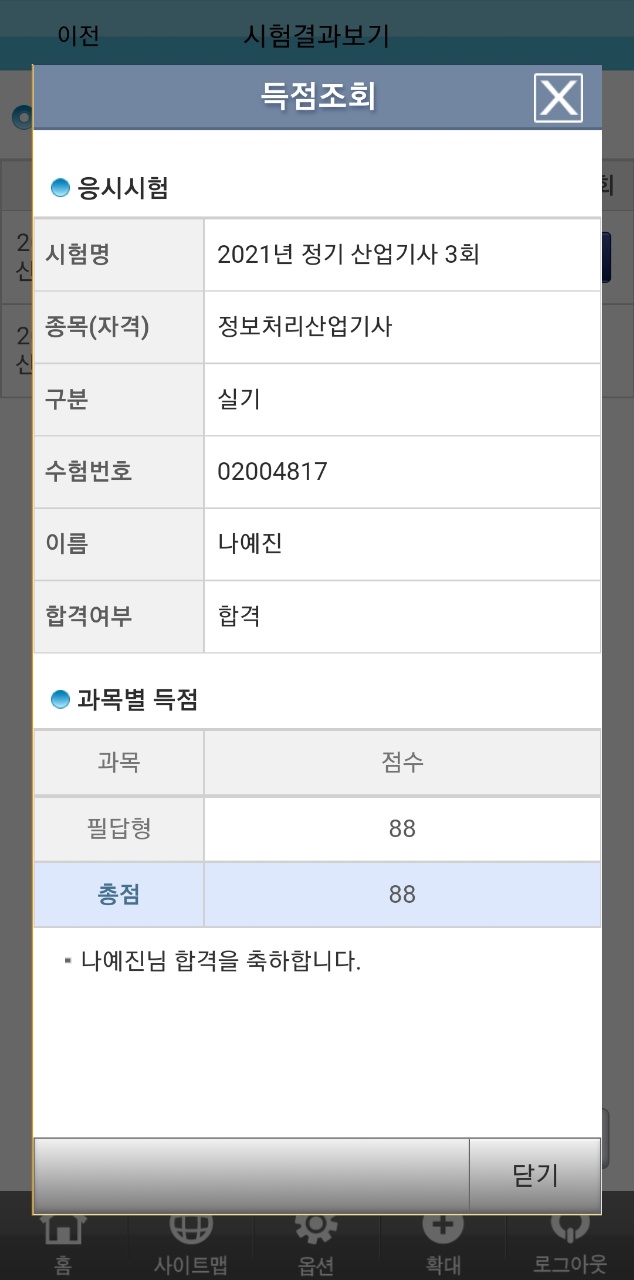 이전
시험결과보기
득점조회
응시시험
시험명 2021년 정기 산업기사 3회
종목(자격) 정보처리산업기사
구분 실기
수험번호 02004817
이름 나예진
합격여부 합격
과목별 득점
과목 점수
필답형 88
총점 88
나예진님 합격을 축하합니다.
닫기
홈 사이트맵 옵션 확대 로그아웃